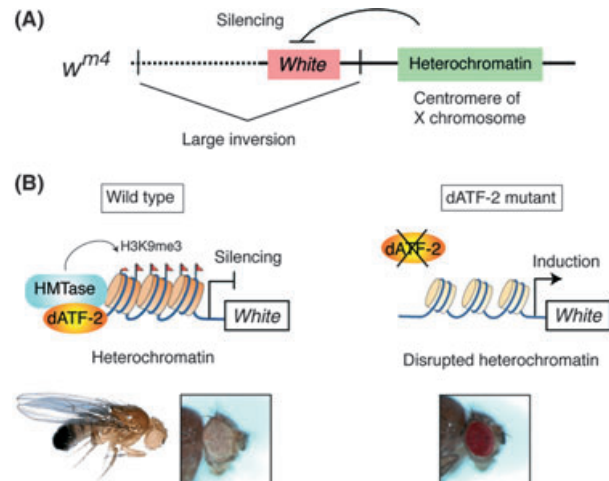 (A)
Silencing
w^m4
White
Heterochromatin
Centromere of
X chromosome
Large inversion
(B)
Wild type
dATF-2 mutant
H3K9me3
Silencing
HMTase
dATF-2
White
Heterochromatin
dATF-2
Induction
White
Disrupted heterochromatin